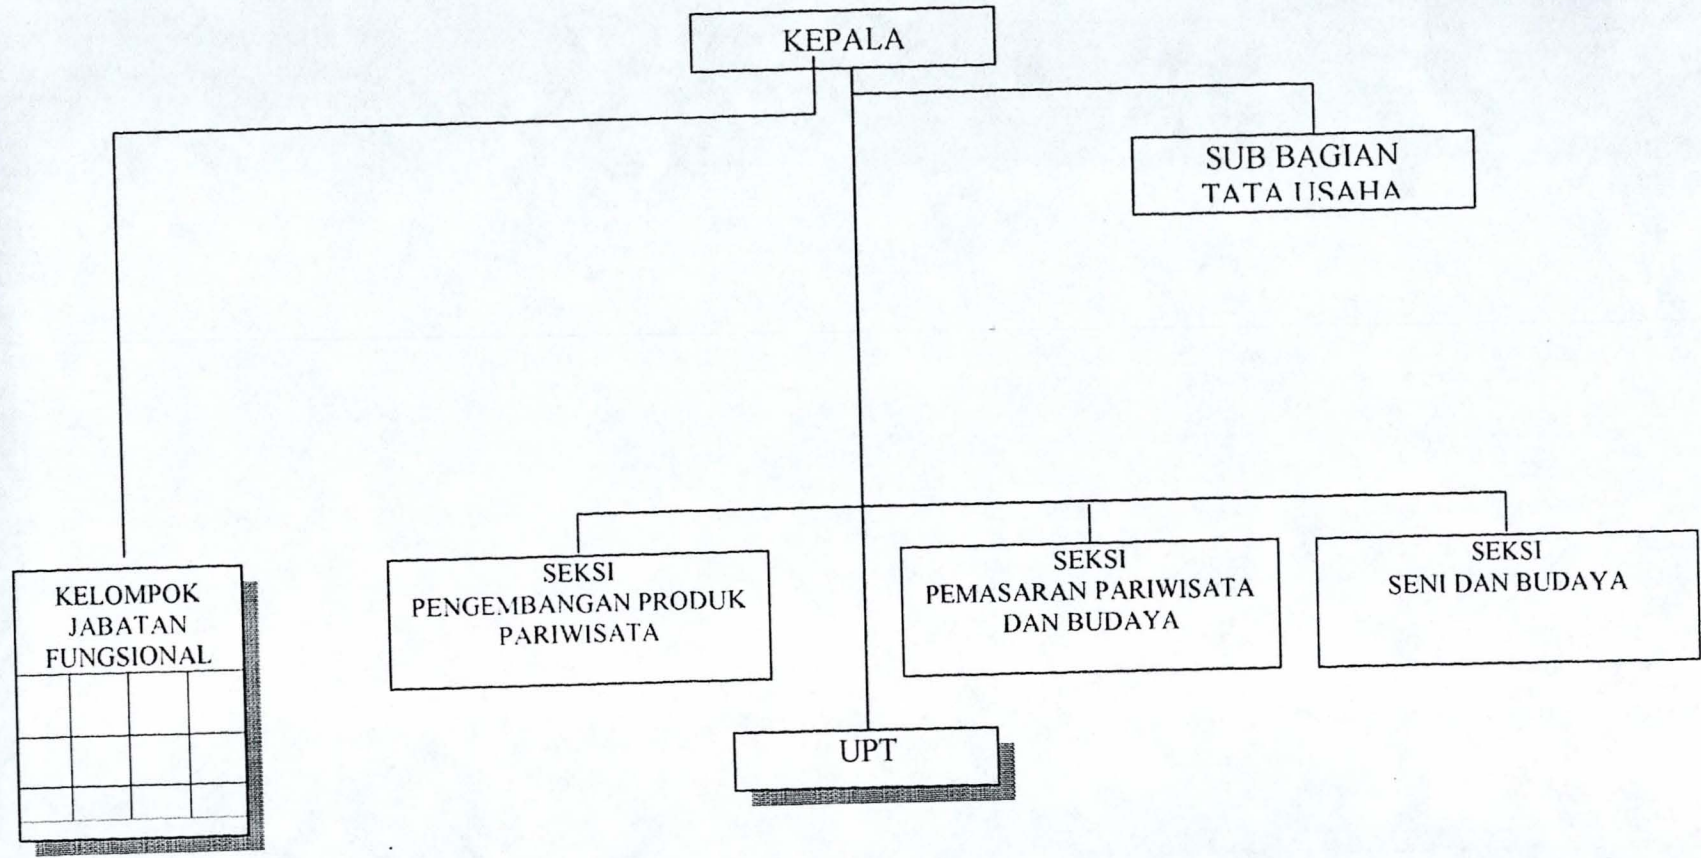 KEPALA
SUB BAGIAN
TATA USAHA
KELOMPOK
JABATAN
FUNGSIONAL
SEKSI
PENGEMBANGAN PRODUK
PARIWISATA
SEKSI
PEMASARAN PARIWISATA
DAN BUDAYA
SEKSI
SENI DAN BUDAYA
UPT